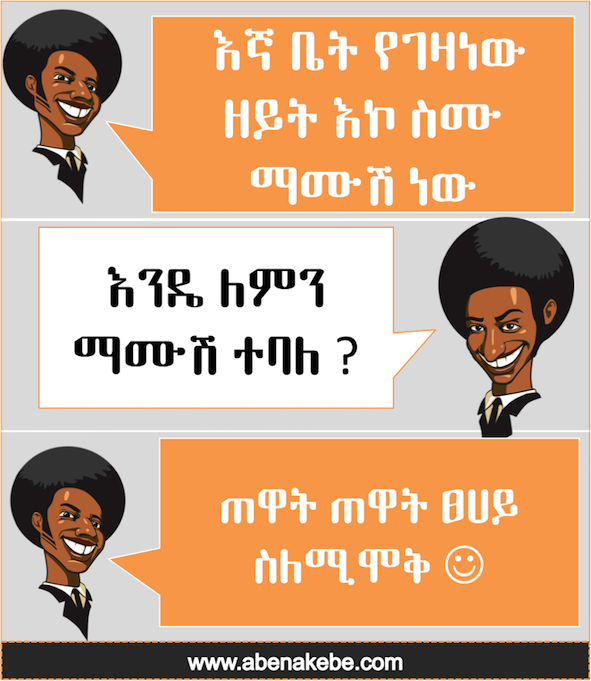 እኛ ቤት የገዛነው
ዘይት እኮ ስሙ
ማሙሽ ነው
እንዴ ለምን
ማሙሽ ተባለ ?
ጠዋት ጠዋት ፀሀይ
ስለሚሞቅ ☺
www.abenakebe.com